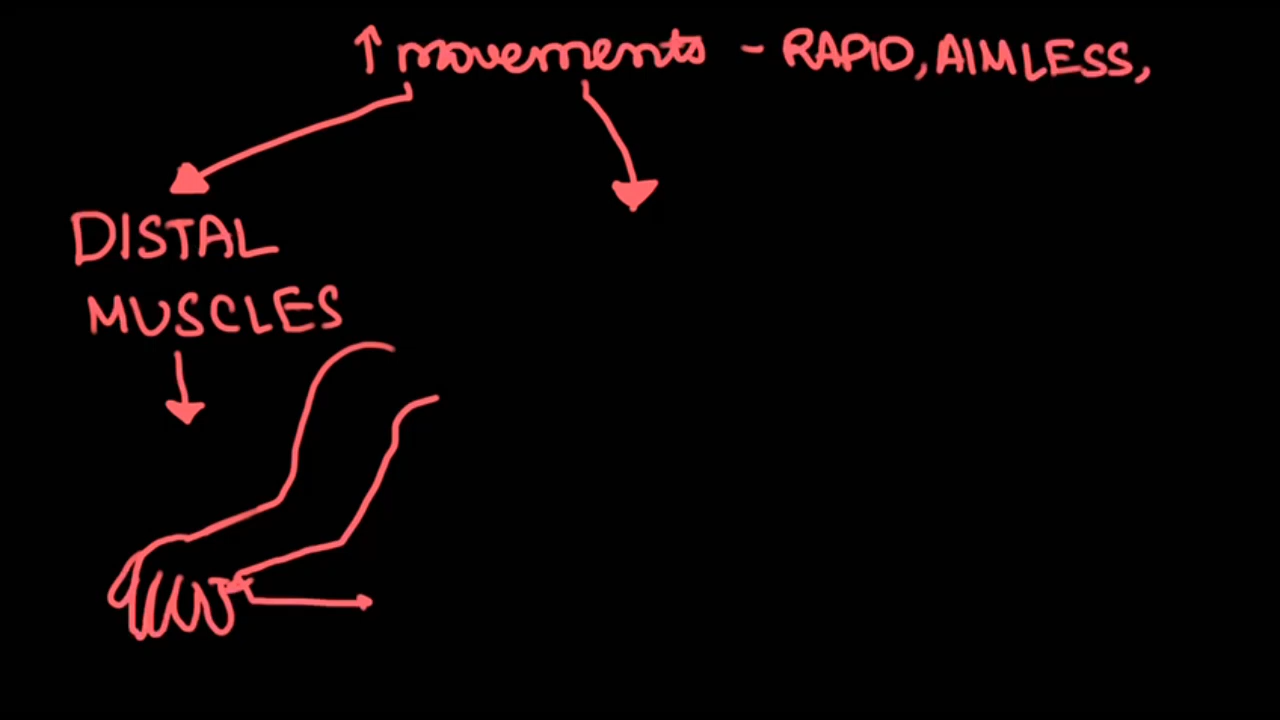 ↑ movements - RAPID, AIMLESS,
DISTAL
MUSCLES